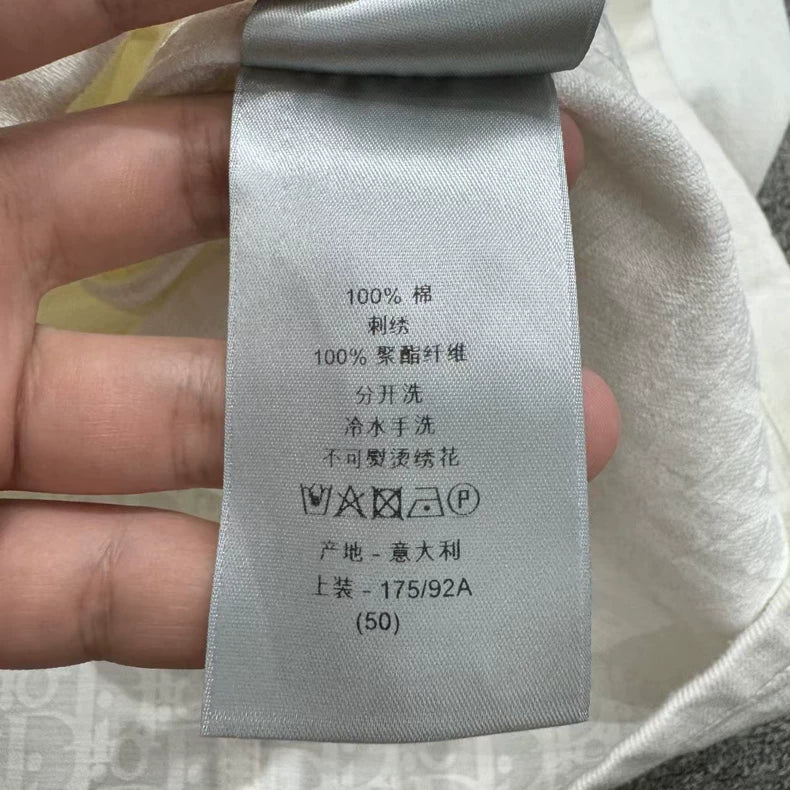 100% 棉
刺绣
100% 聚酯纤维
分开洗
冷水手洗
不可熨烫绣花
P
产地 - 意大利
上装 - 175/92A
(50)